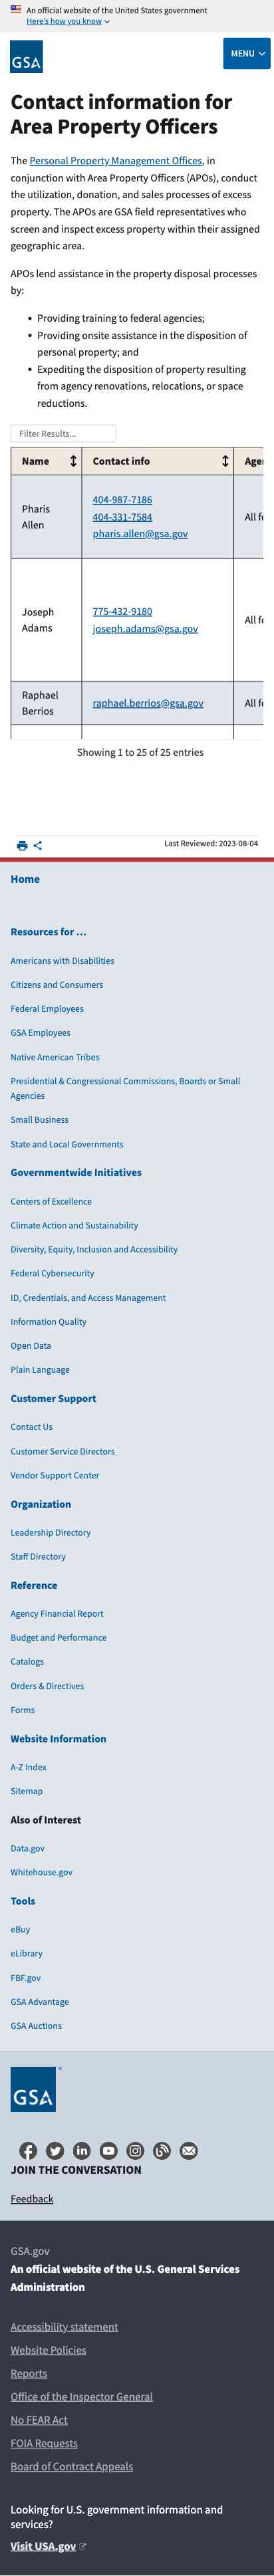 An official website of the United States government
Here's how you know
GSA
MENU
Contact information for
Area Property Officers
The Personal Property Management Offices, in
conjunction with Area Property Officers (APOs), conduct
the utilization, donation, and sales processes of excess
property. The APOs are GSA field representatives who
screen and inspect excess property within their assigned
geographic area.
APOs lend assistance in the property disposal processes
by:
• Providing training to federal agencies;
• Providing onsite assistance in the disposition of
personal property; and
• Expediting the disposition of property resulting
from agency renovations, relocations, or space
reductions.
Filter Results...
Name Contact info Agen
Pharis
Allen
404-987-7186
404-331-7584
pharis.allen@gsa.gov
All fe
Joseph
Adams
775-432-9180
joseph.adams@gsa.gov
All fe
Raphael
Berrios
raphael.berrios@gsa.gov
All fe
Showing 1 to 25 of 25 entries
Last Reviewed: 2023-08-04
Home
Resources for …
Americans with Disabilities
Citizens and Consumers
Federal Employees
GSA Employees
Native American Tribes
Presidential & Congressional Commissions, Boards or Small
Agencies
Small Business
State and Local Governments
Governmentwide Initiatives
Centers of Excellence
Climate Action and Sustainability
Diversity, Equity, Inclusion and Accessibility
Federal Cybersecurity
ID, Credentials, and Access Management
Information Quality
Open Data
Plain Language
Customer Support
Contact Us
Customer Service Directors
Vendor Support Center
Organization
Leadership Directory
Staff Directory
Reference
Agency Financial Report
Budget and Performance
Catalogs
Orders & Directives
Forms
Website Information
A-Z Index
Sitemap
Also of Interest
Data.gov
Whitehouse.gov
Tools
eBuy
eLibrary
FBF.gov
GSA Advantage
GSA Auctions
GSA
JOIN THE CONVERSATION
Feedback
GSA.gov
An official website of the U.S. General Services
Administration
Accessibility statement
Website Policies
Reports
Office of the Inspector General
No FEAR Act
FOIA Requests
Board of Contract Appeals
Looking for U.S. government information and
services?
Visit USA.gov